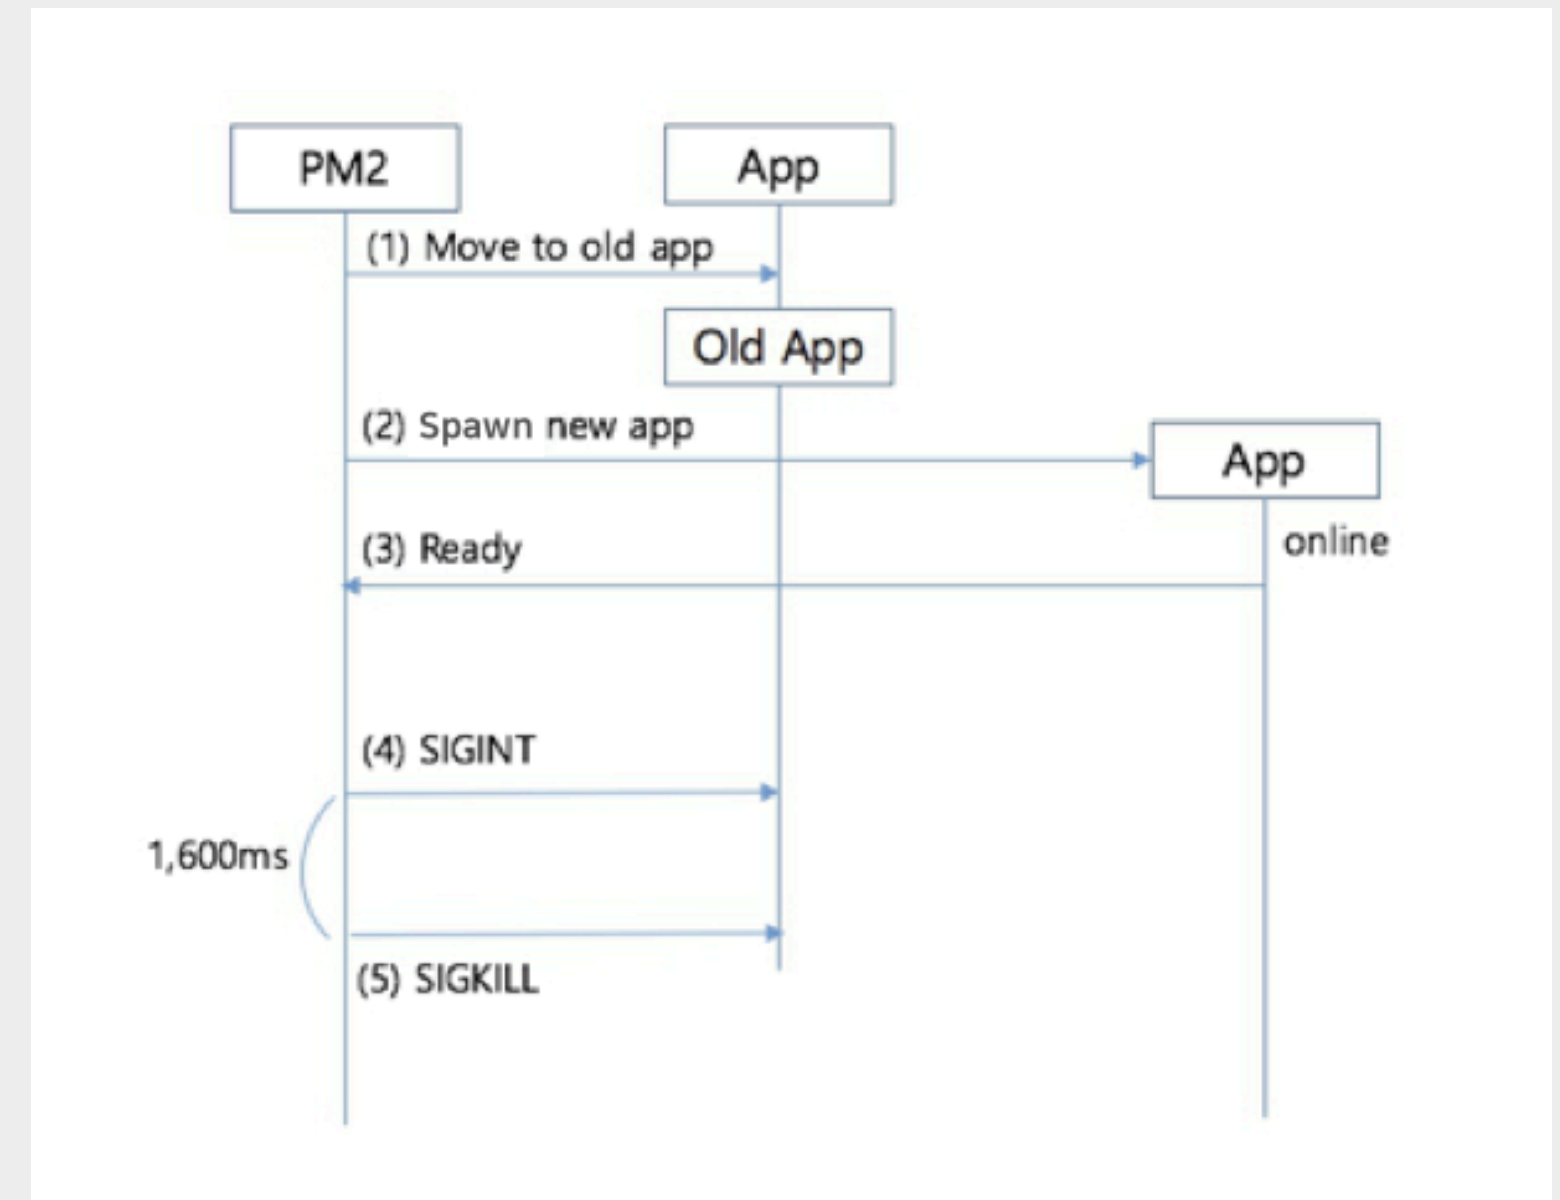 PM2
App
(1) Move to old app
Old App
(2) Spawn new app
App
online
(3) Ready
(4) SIGINT
1,600ms
(5) SIGKILL